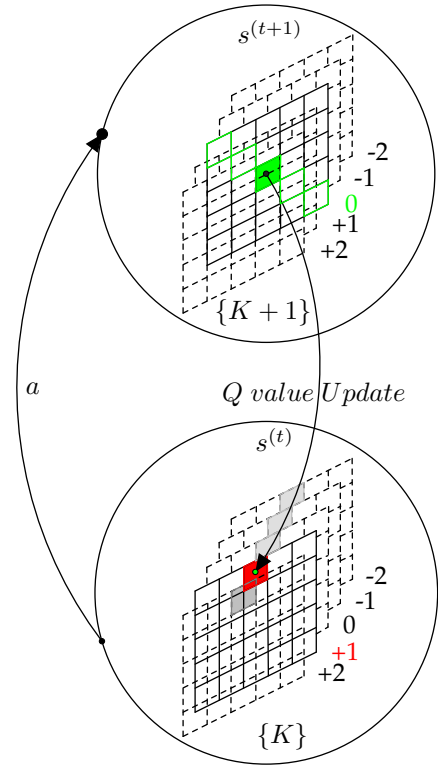 s^{(t+1)}
-2
-1
0
+1
+2
{K + 1}
a
Q value Update
s^{(t)}
-2
-1
0
+1
+2
{K}